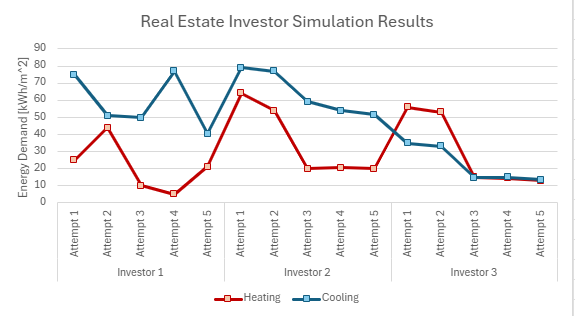 Real Estate Investor Simulation Results
Energy Demand [kWh/m^2]
90
80
70
60
50
40
30
20
10
0
Attempt 1
Attempt 2
Attempt 3
Attempt 4
Attempt 5
Attempt 1
Attempt 2
Attempt 3
Attempt 4
Attempt 5
Attempt 1
Attempt 2
Attempt 3
Attempt 4
Attempt 5
Investor 1 Investor 2 Investor 3
Heating Cooling